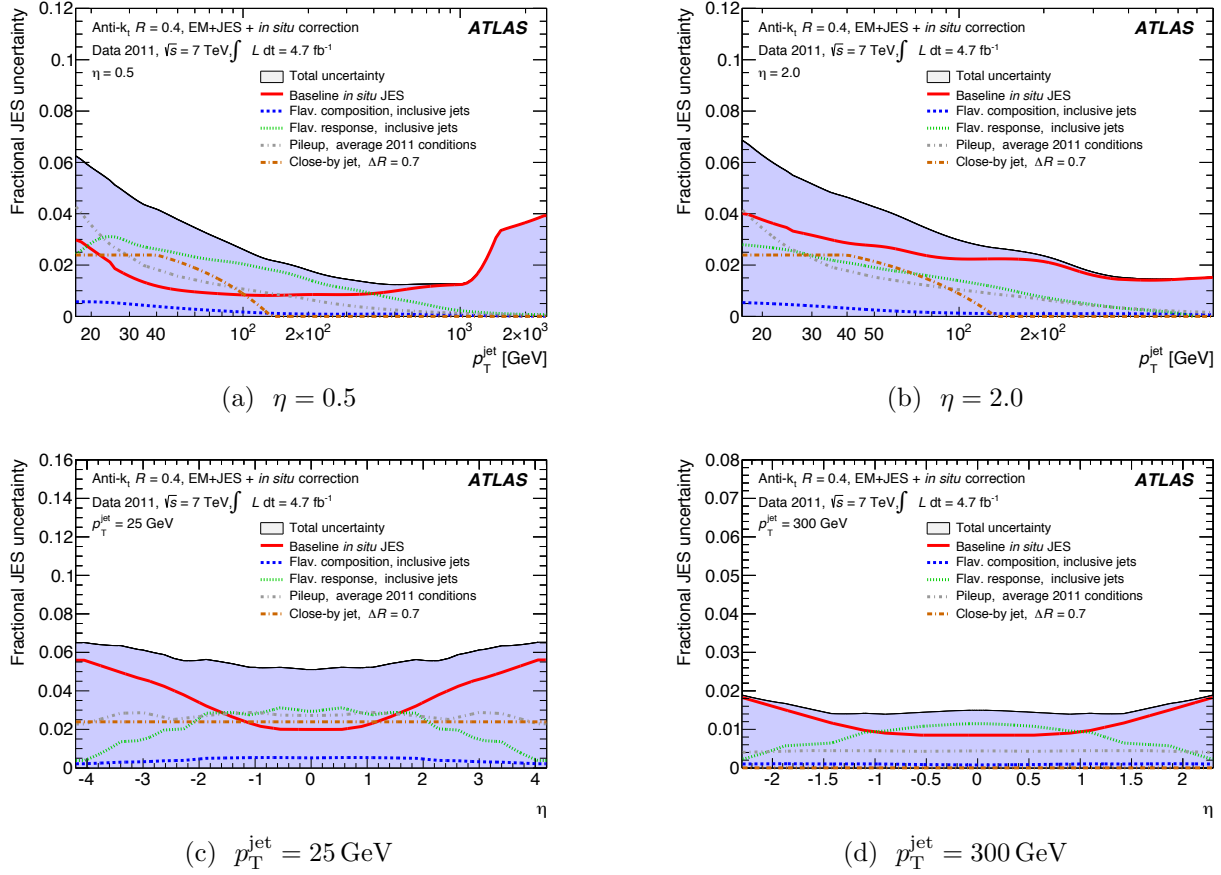 Fractional JES uncertainty
0.12
0.1
0.08
0.06
0.04
0.02
0
Anti-kₜ R = 0.4, EM+JES + in situ correction
ATLAS
Data 2011, √s = 7 TeV,∫ L dt = 4.7 fb⁻¹
η = 0.5
Total uncertainty
Baseline in situ JES
Flav. composition, inclusive jets
Flav. response, inclusive jets
Pileup, average 2011 conditions
Close-by jet, ΔR = 0.7
20 30 40 10² 2×10² 10³ 2×10³
p_T^jet [GeV]
(a) η = 0.5
Fractional JES uncertainty
0.12
0.1
0.08
0.06
0.04
0.02
0
Anti-kₜ R = 0.4, EM+JES + in situ correction
ATLAS
Data 2011, √s = 7 TeV,∫ L dt = 4.7 fb⁻¹
η = 2.0
Total uncertainty
Baseline in situ JES
Flav. composition, inclusive jets
Flav. response, inclusive jets
Pileup, average 2011 conditions
Close-by jet, ΔR = 0.7
20 30 40 50 10² 2×10²
p_T^jet [GeV]
(b) η = 2.0
Fractional JES uncertainty
0.16
0.14
0.12
0.1
0.08
0.06
0.04
0.02
0
Anti-kₜ R = 0.4, EM+JES + in situ correction
ATLAS
Data 2011, √s = 7 TeV,∫ L dt = 4.7 fb⁻¹
p_T^jet = 25 GeV
Total uncertainty
Baseline in situ JES
Flav. composition, inclusive jets
Flav. response, inclusive jets
Pileup, average 2011 conditions
Close-by jet, ΔR = 0.7
-4 -3 -2 -1 0 1 2 3 4
η
(c) p_T^jet = 25 GeV
Fractional JES uncertainty
0.08
0.07
0.06
0.05
0.04
0.03
0.02
0.01
0
Anti-kₜ R = 0.4, EM+JES + in situ correction
ATLAS
Data 2011, √s = 7 TeV,∫ L dt = 4.7 fb⁻¹
p_T^jet = 300 GeV
Total uncertainty
Baseline in situ JES
Flav. composition, inclusive jets
Flav. response, inclusive jets
Pileup, average 2011 conditions
Close-by jet, ΔR = 0.7
-2 -1.5 -1 -0.5 0 0.5 1 1.5 2
η
(d) p_T^jet = 300 GeV